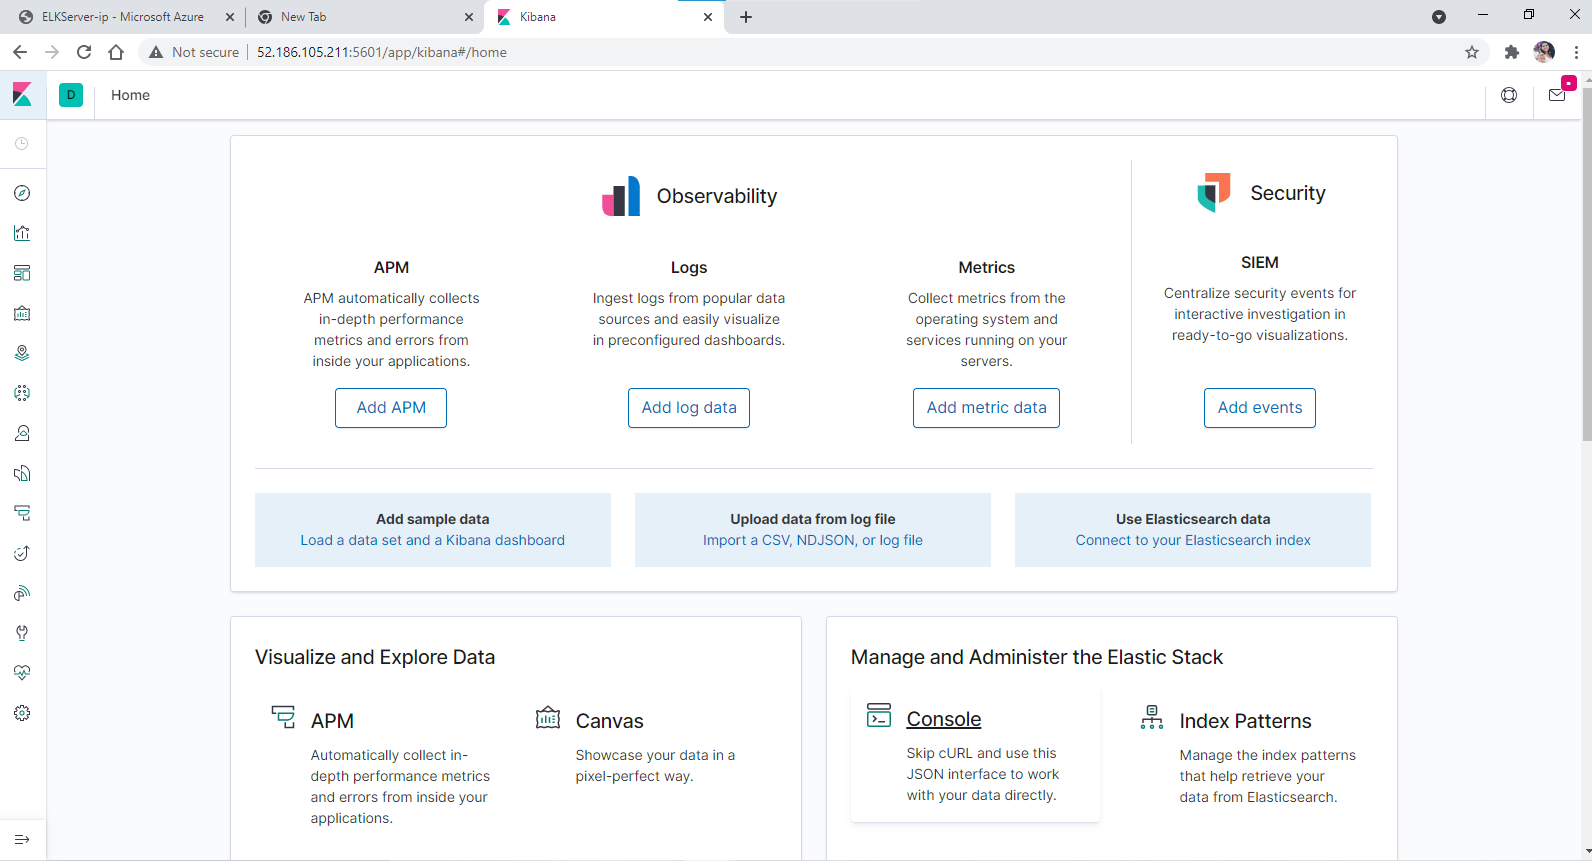 ELKServer-ip - Microsoft Azure
New Tab
Kibana
Not secure
52.186.105.211:5601/app/kibana#/home
D
Home
Observability
Security
APM
APM automatically collects
in-depth performance
metrics and errors from
inside your applications.
Add APM
Logs
Ingest logs from popular data
sources and easily visualize
in preconfigured dashboards.
Add log data
Metrics
Collect metrics from the
operating system and
services running on your
servers.
Add metric data
SIEM
Centralize security events for
interactive investigation in
ready-to-go visualizations.
Add events
Add sample data
Load a data set and a Kibana dashboard
Upload data from log file
Import a CSV, NDJSON, or log file
Use Elasticsearch data
Connect to your Elasticsearch index
Visualize and Explore Data
APM
Automatically collect in-
depth performance metrics
and errors from inside your
applications.
Canvas
Showcase your data in a
pixel-perfect way.
Manage and Administer the Elastic Stack
Console
Skip cURL and use this
JSON interface to work
with your data directly.
Index Patterns
Manage the index patterns
that help retrieve your
data from Elasticsearch.